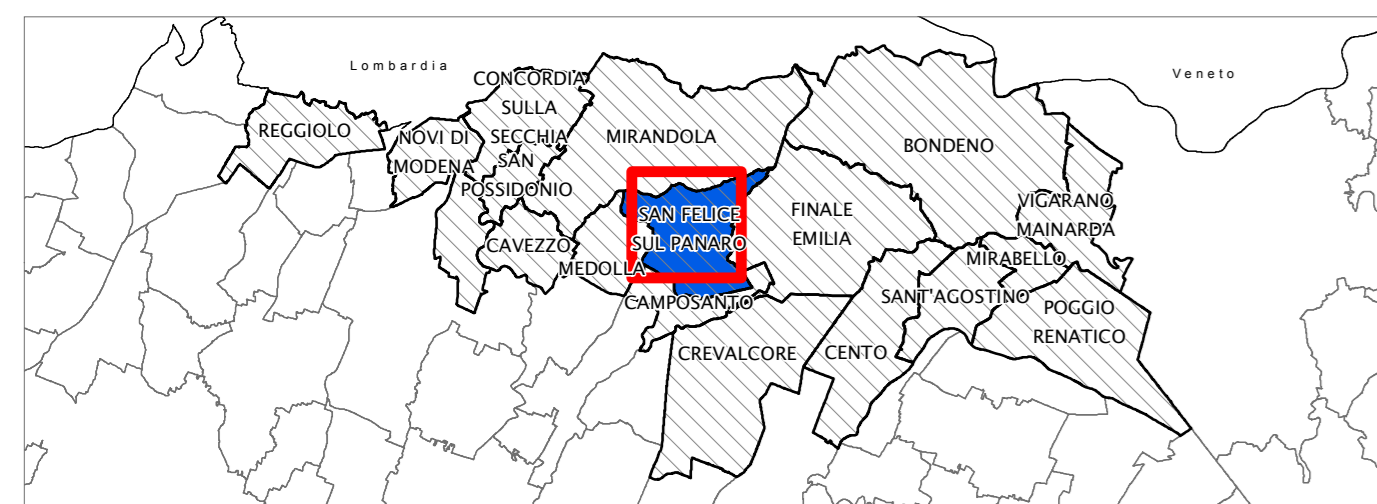 Lombardia
Veneto
CONCORDIA
SULLA
SECCHIA
REGGIOLO
NOVI DI
MODENA
SAN
POSSIDONIO
MIRANDOLA
BONDENO
CAVEZZO
MEDOLLA
SAN FELICE
SUL PANARO
FINALE
EMILIA
VIGARANO
MAINARDA
MIRABELLO
CAMPOSANTO
SANT'AGOSTINO
POGGIO
RENATICO
CREVALCORE
CENTO